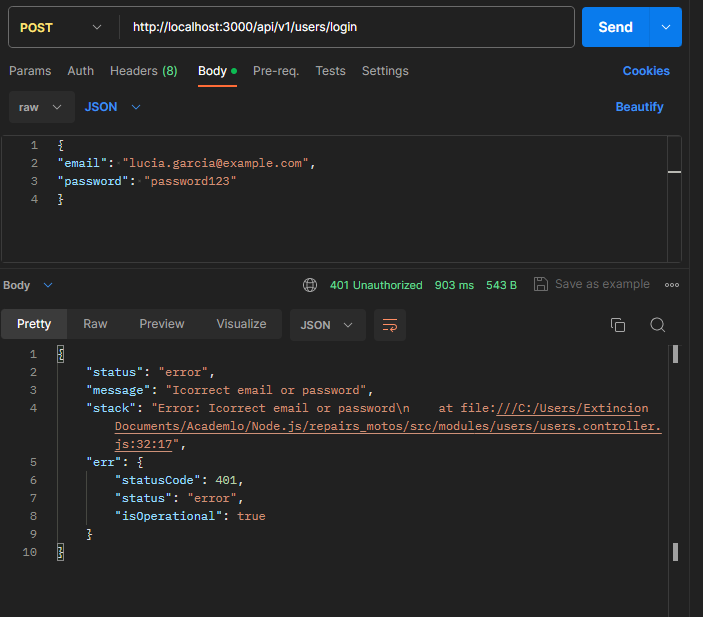 POST http://localhost:3000/api/v1/users/login Send
Params Auth Headers (8) Body Pre-req. Tests Settings Cookies
raw JSON Beautify
1 {
2 "email": "lucia.garcia@example.com",
3 "password": "password123"
4 }
Body 401 Unauthorized 903 ms 543 B Save as example
Pretty Raw Preview Visualize JSON
1 {
2 "status": "error",
3 "message": "Icorrect email or password",
4 "stack": "Error: Icorrect email or password\n    at file:///C:/Users/Extincion
Documents/Academlo/Node.js/repairs_motos/src/modules/users/users.controller.
js:32:17",
5 "err": {
6 "statusCode": 401,
7 "status": "error",
8 "isOperational": true
9 }
10 }